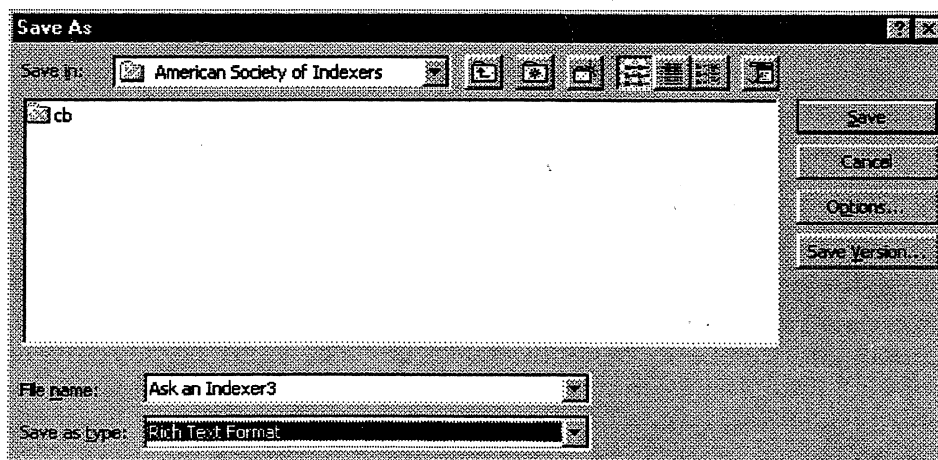 Save As
Save in: American Society of Indexers
cb
Save
Cancel
Options...
Save Version...
File name: Ask an Indexer3
Save as type: Rich Text Format